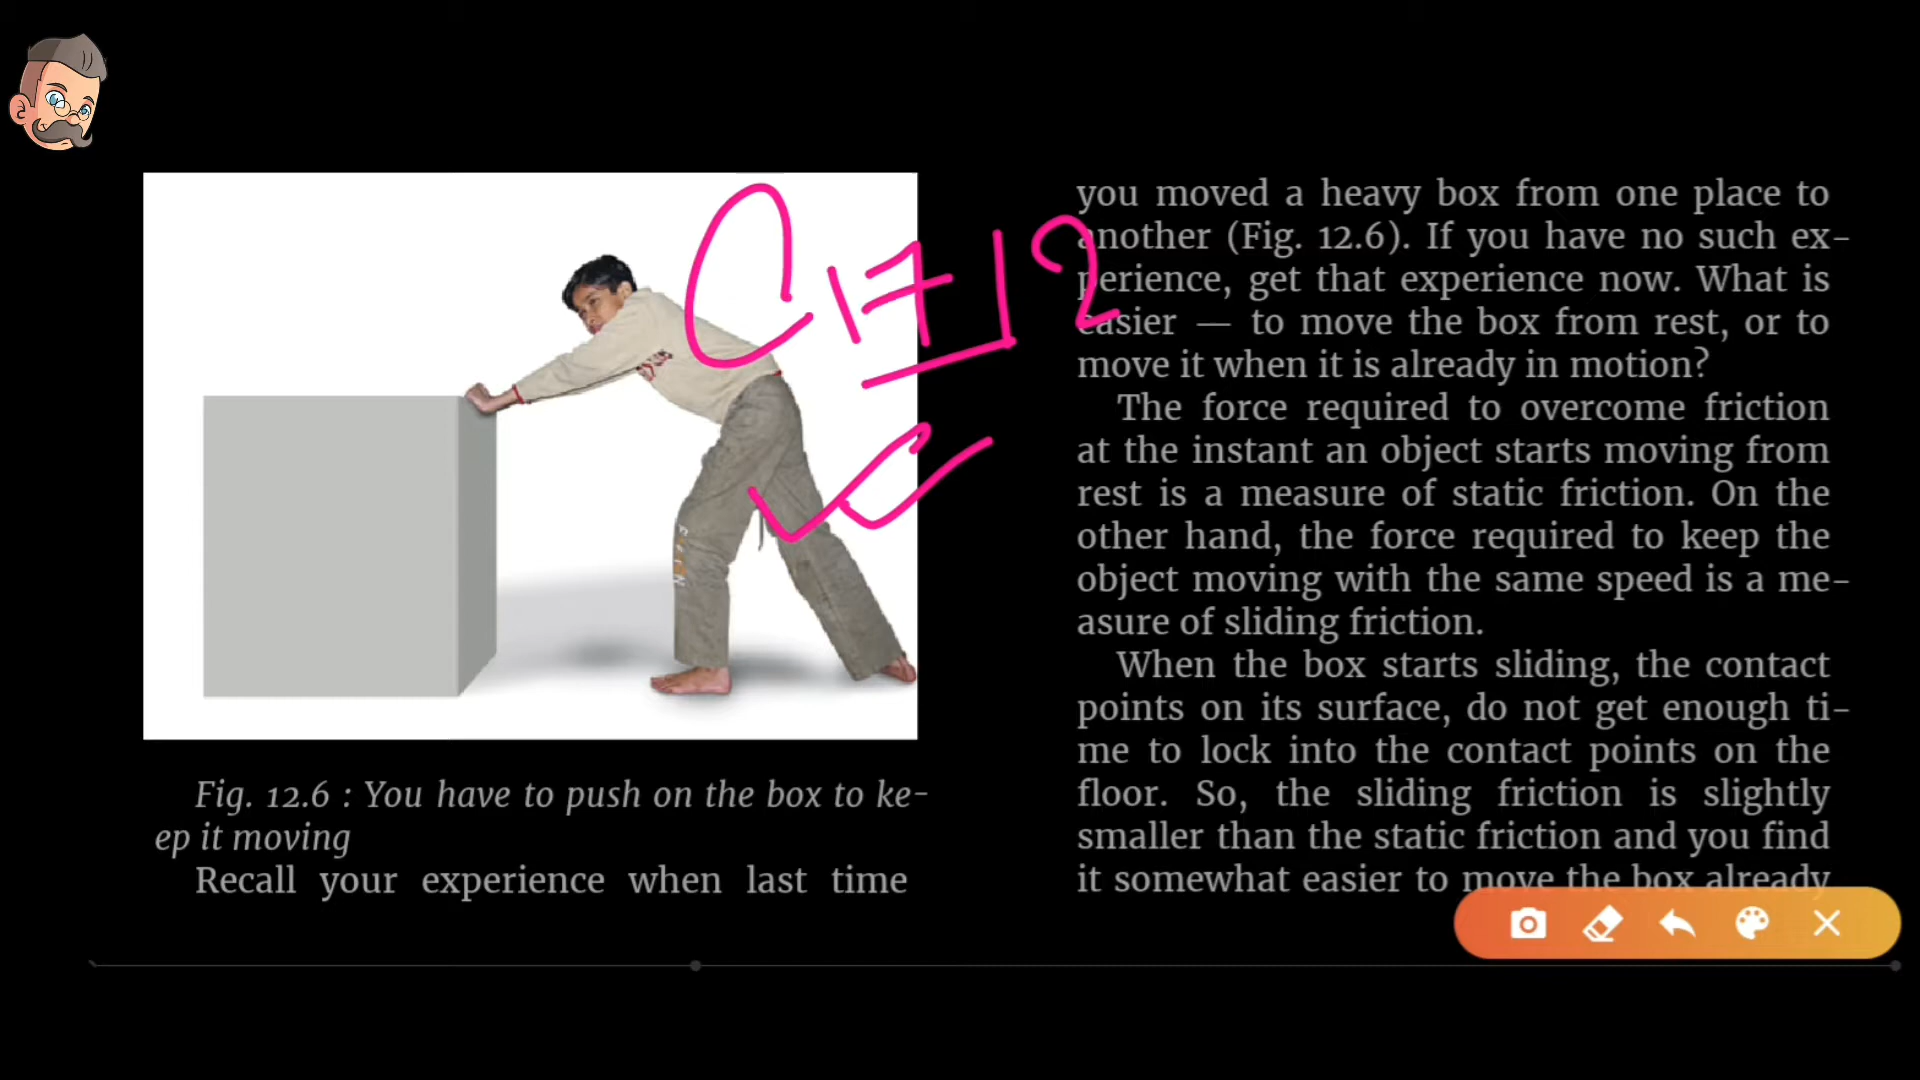 Fig. 12.6 : You have to push on the box to ke-
ep it moving
Recall your experience when last time
you moved a heavy box from one place to
another (Fig. 12.6). If you have no such ex-
perience, get that experience now. What is
easier — to move the box from rest, or to
move it when it is already in motion?
The force required to overcome friction
at the instant an object starts moving from
rest is a measure of static friction. On the
other hand, the force required to keep the
object moving with the same speed is a me-
asure of sliding friction.
When the box starts sliding, the contact
points on its surface, do not get enough ti-
me to lock into the contact points on the
floor. So, the sliding friction is slightly
smaller than the static friction and you find
it somewhat easier to move the box already